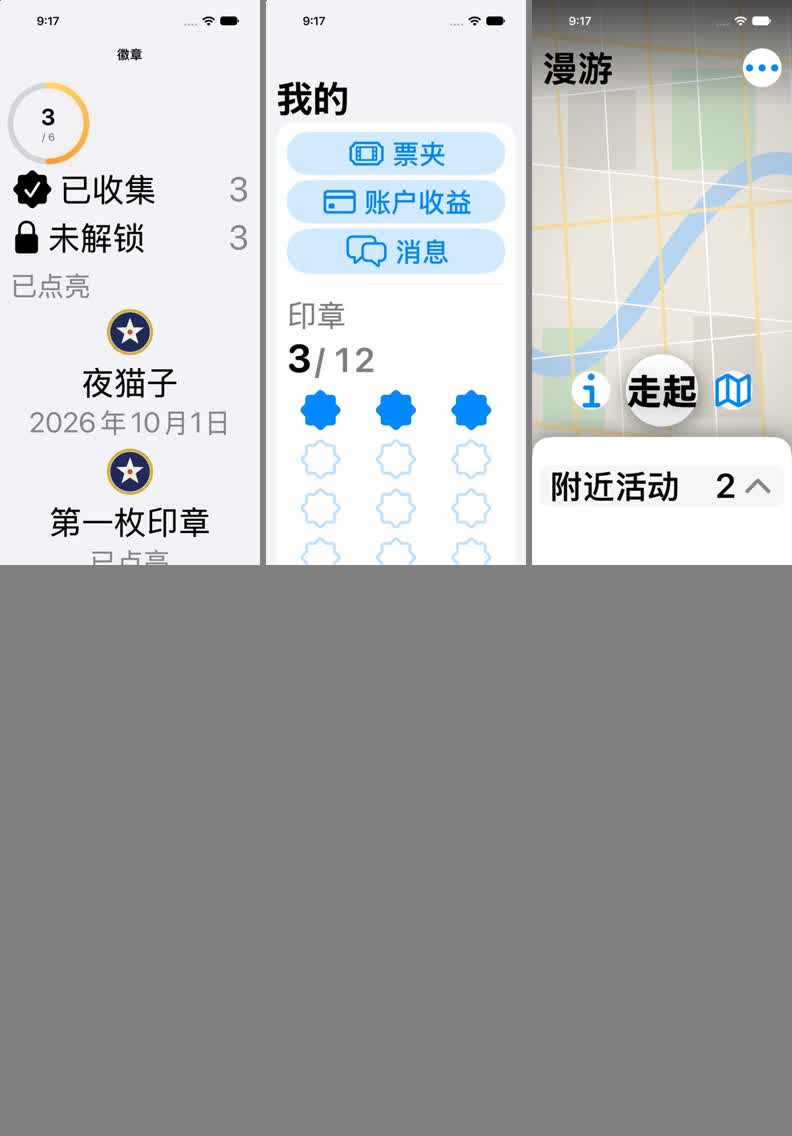 9:17
徽章
3
/ 6
已收集 3
未解锁 3
已点亮
夜猫子
2026年10月1日
第一枚印章
已点亮
9:17
我的
票夹
账户收益
消息
印章
3/ 12
9:17
漫游
走起
附近活动 2